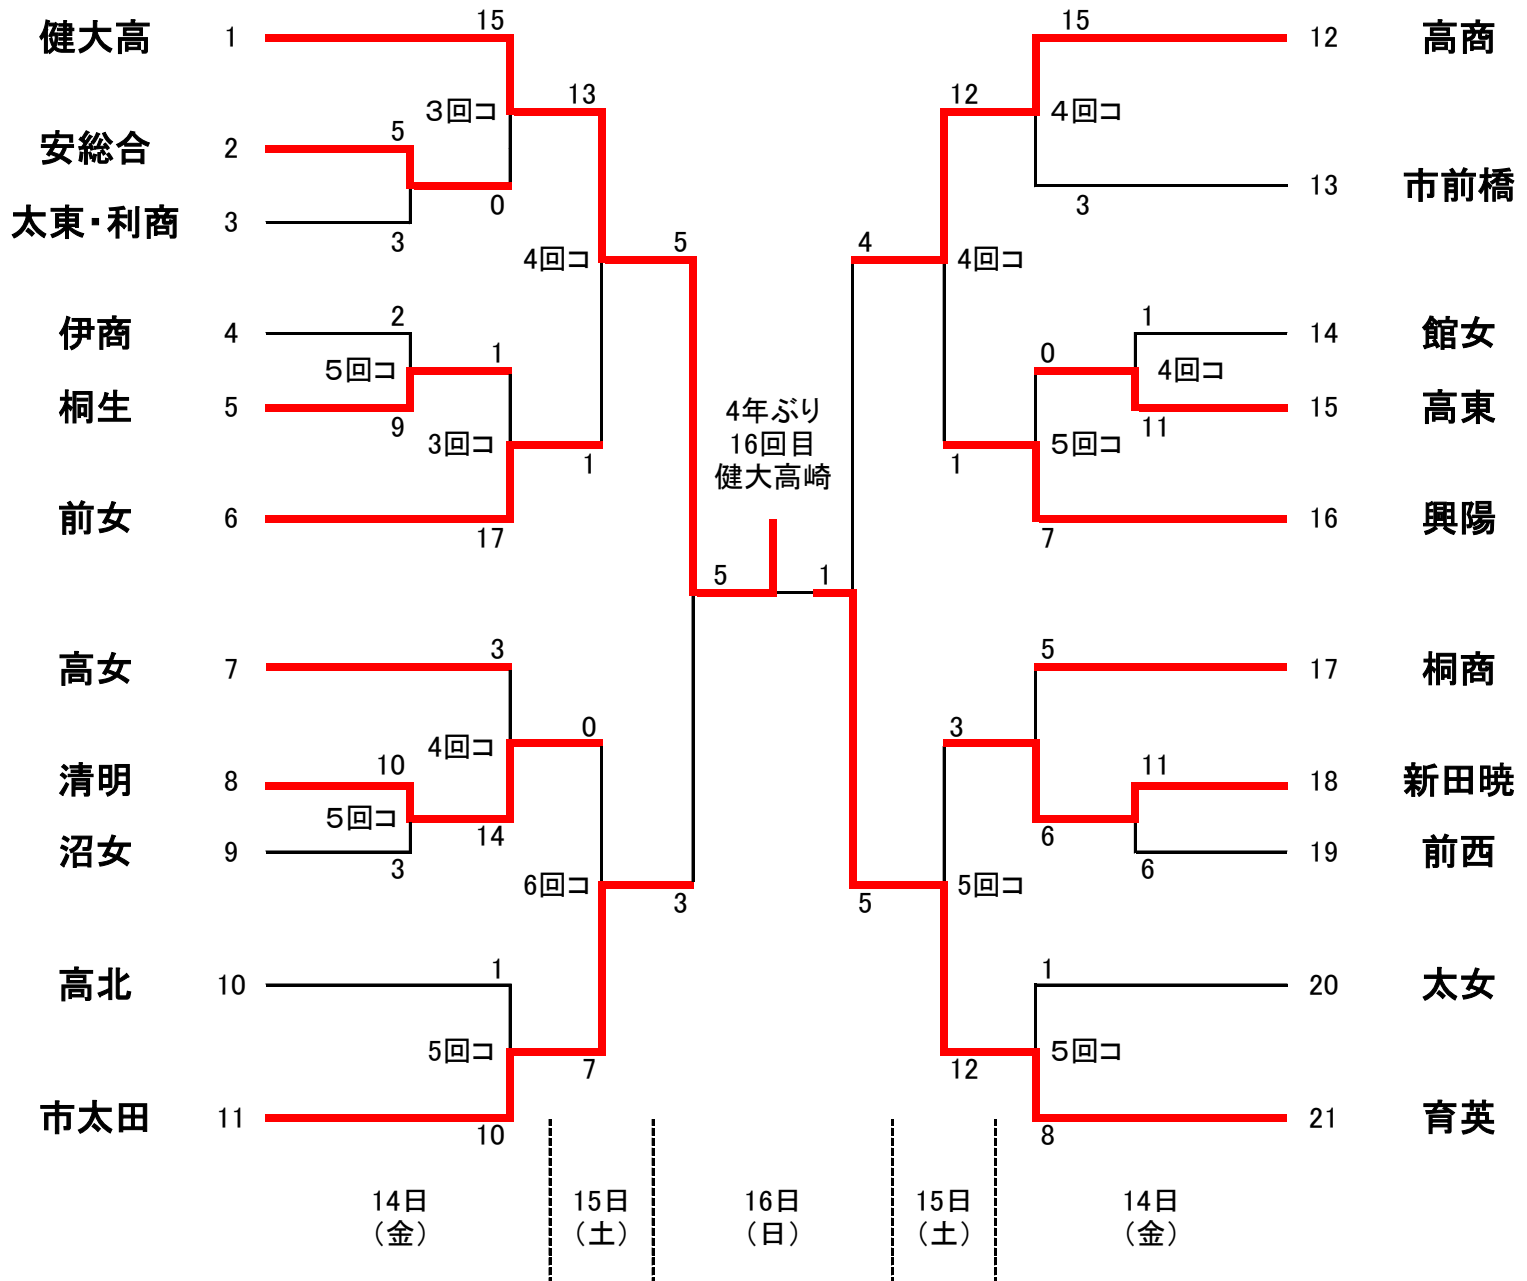 健大高 1 15 15 12 高商
3回コ 13 12 4回コ
安総合 2 5
0 13 市前橋
太東・利商 3 3 3
4回コ 5 4 4回コ
伊商 4 2 1 14 館女
5回コ 1 0 4回コ
桐生 5 9 11 15 高東
3回コ 1 1 5回コ
4年ぶり
16回目
健大高崎
前女 6 17 7 16 興陽
5 1
高女 7 3 5 17 桐商
4回コ 0 3
清明 8 10 11 18 新田暁
5回コ 14 6
沼女 9 3 6 19 前西
6回コ 3 5 5回コ
高北 10 1 1 20 太女
5回コ 7 12 5回コ
市太田 11 10 8 21 育英
14日 15日 16日 15日 14日
（金） （土） （日） （土） （金）